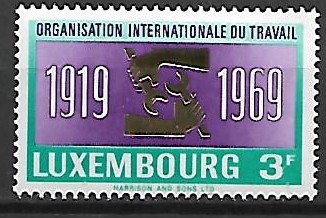 ORGANISATION INTERNATIONALE DU TRAVAIL
1919 1969
LUXEMBOURG 3F
HARRISON AND SONS LTD